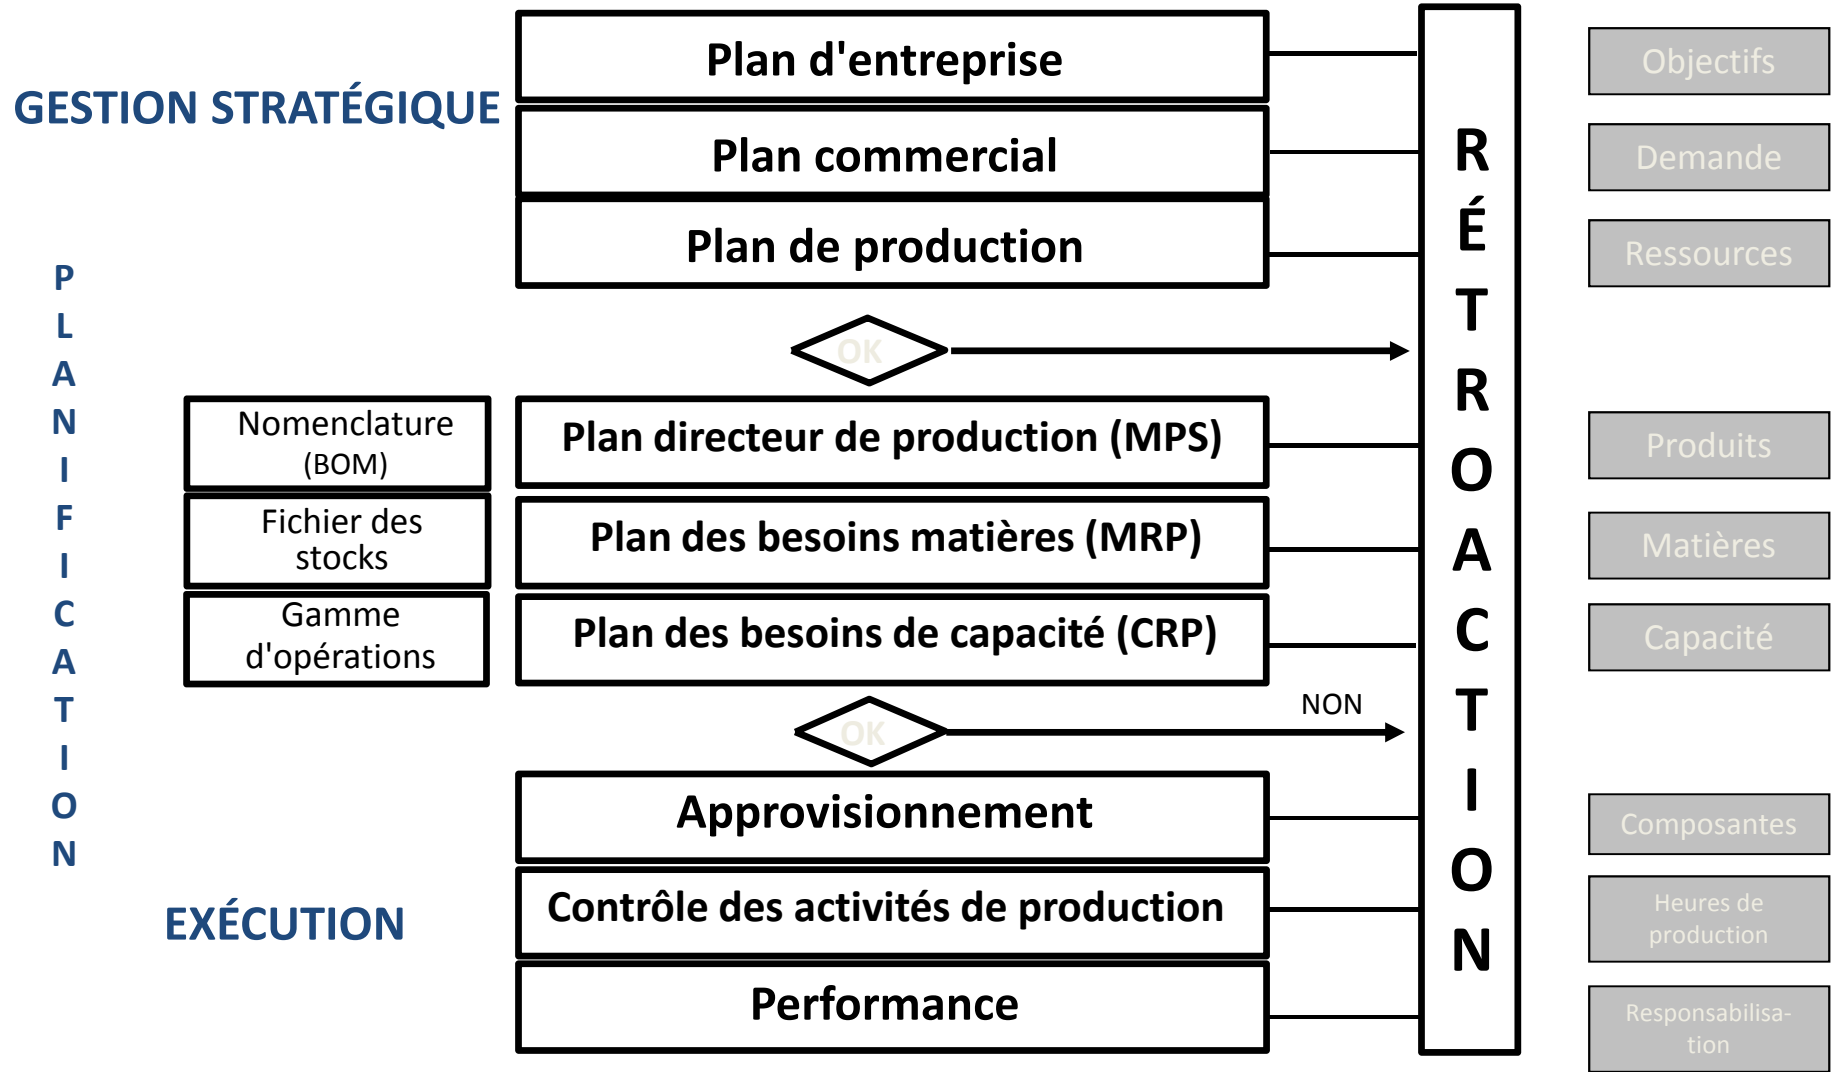 GESTION STRATÉGIQUE
Plan d'entreprise
Plan commercial
Plan de production
OK
PLANIFICATION
Nomenclature
(BOM)
Fichier des
stocks
Gamme
d'opérations
Plan directeur de production (MPS)
Plan des besoins matières (MRP)
Plan des besoins de capacité (CRP)
OK
NON
EXÉCUTION
Approvisionnement
Contrôle des activités de production
Performance
RÉTROACTION
Objectifs
Demande
Ressources
Produits
Matières
Capacité
Composantes
Heures de
production
Responsabilisa-
tion